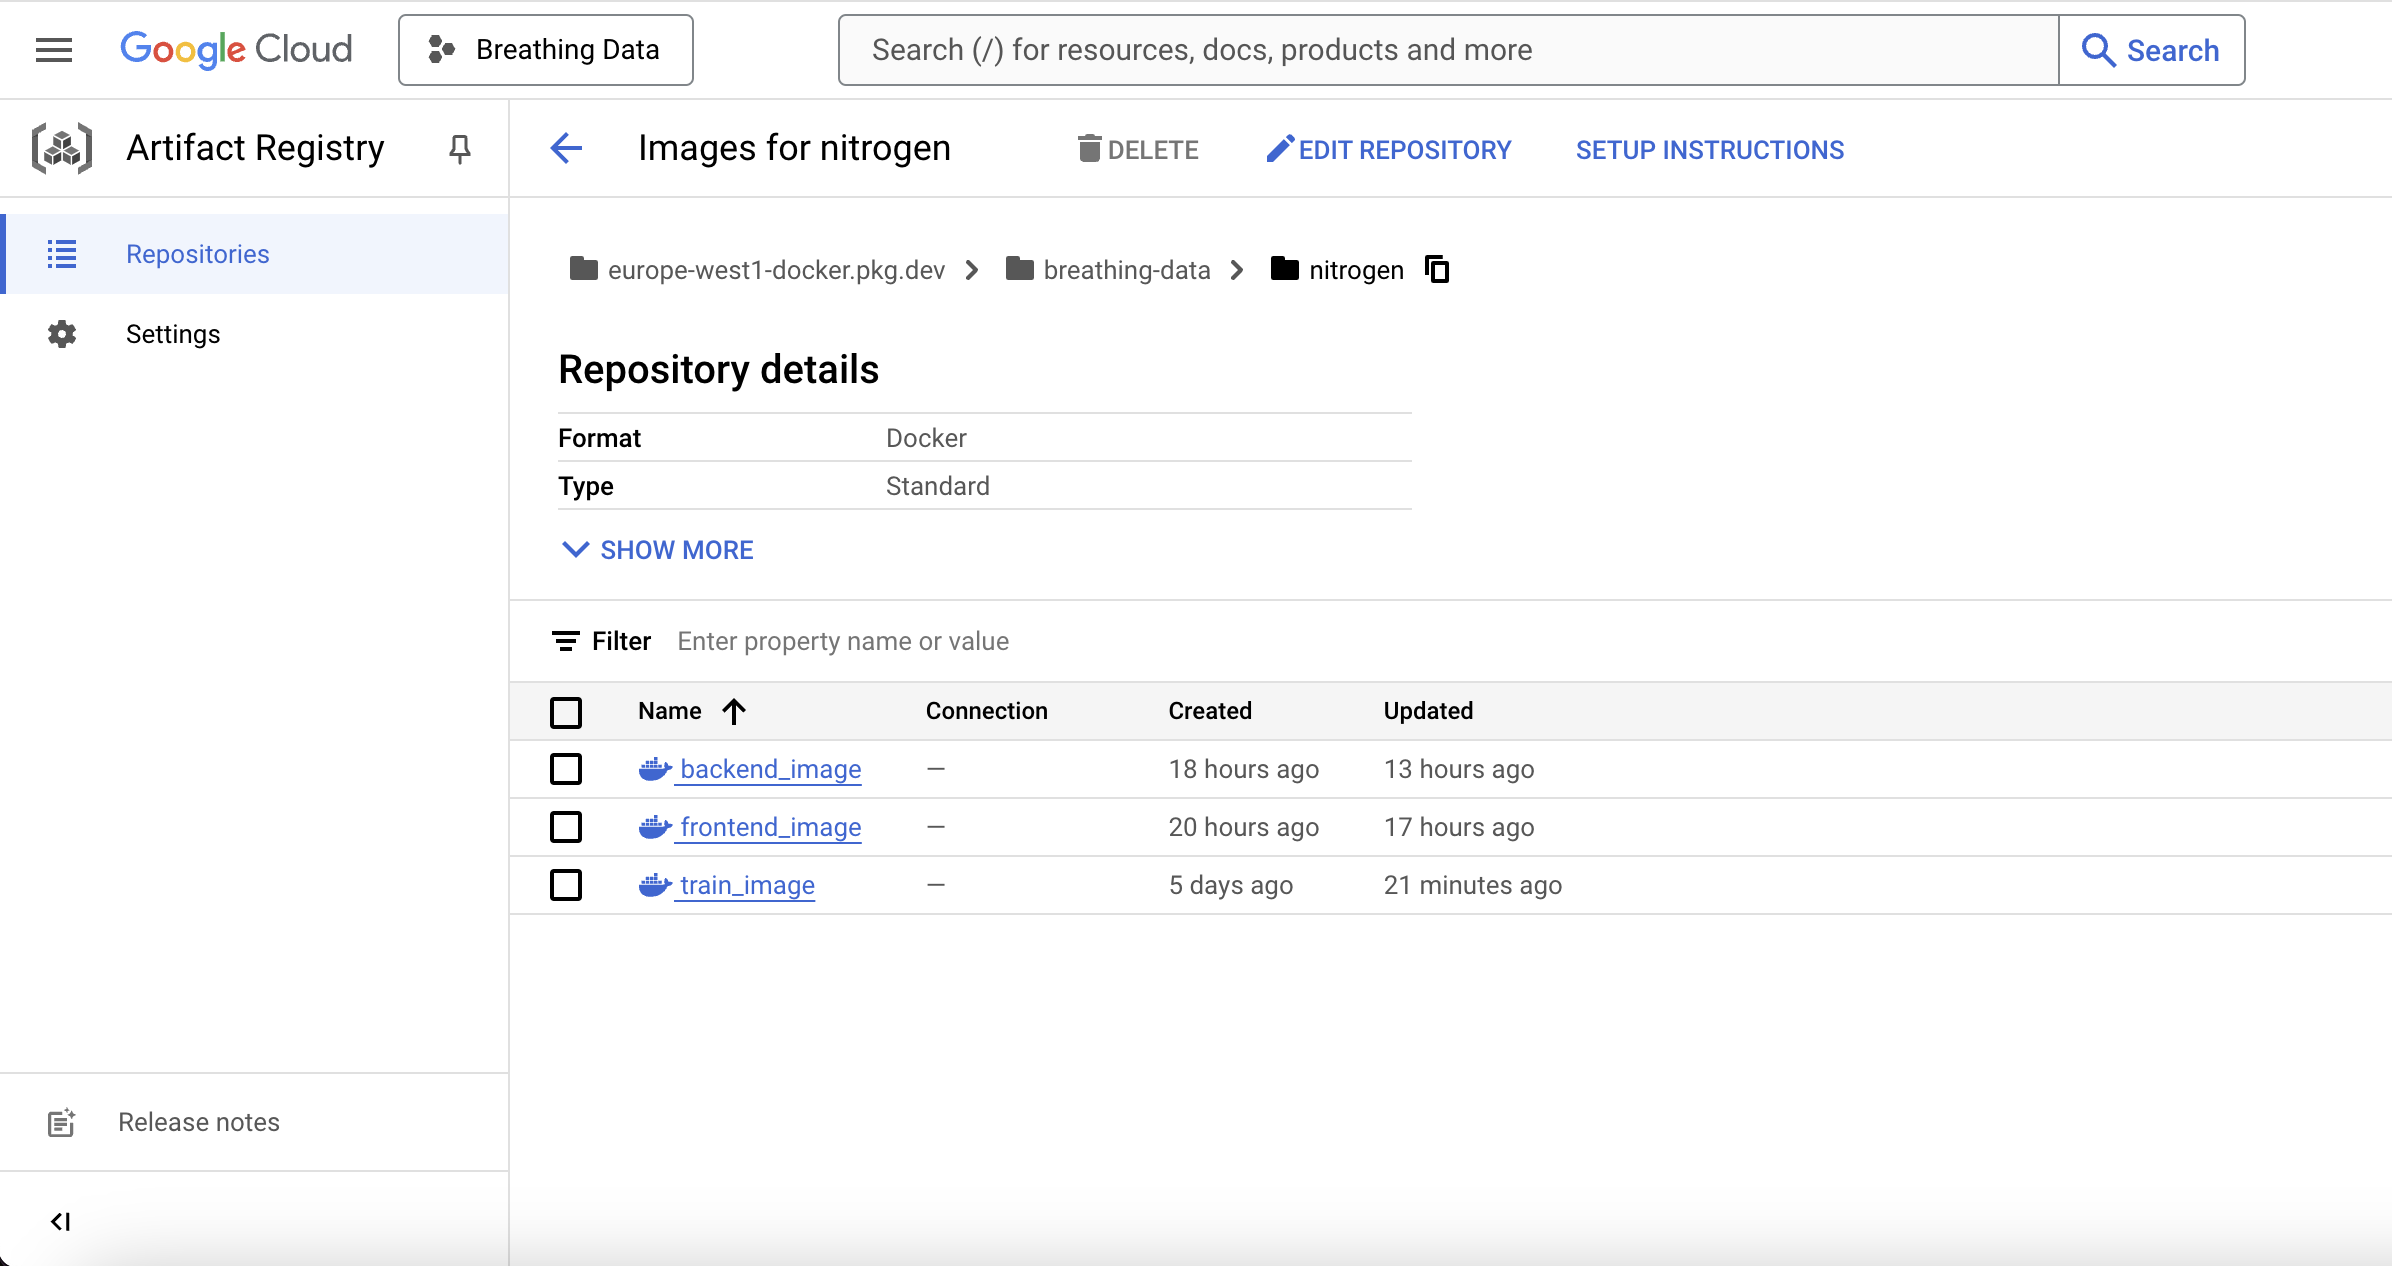 Google Cloud
Breathing Data
Search (/) for resources, docs, products and more
Search
Artifact Registry
Images for nitrogen
DELETE
EDIT REPOSITORY
SETUP INSTRUCTIONS
Repositories
Settings
europe-west1-docker.pkg.dev
breathing-data
nitrogen
Repository details
Format Docker
Type Standard
SHOW MORE
Filter Enter property name or value
Name Connection Created Updated
backend_image — 18 hours ago 13 hours ago
frontend_image — 20 hours ago 17 hours ago
train_image — 5 days ago 21 minutes ago
Release notes